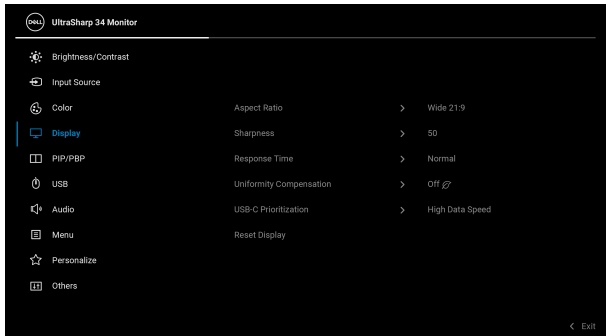 DELL UltraSharp 34 Monitor
Brightness/Contrast
Input Source
Color
Display
PIP/PBP
USB
Audio
Menu
Personalize
Others
Aspect Ratio > Wide 21:9
Sharpness > 50
Response Time > Normal
Uniformity Compensation > Off
USB-C Prioritization > High Data Speed
Reset Display
< Exit